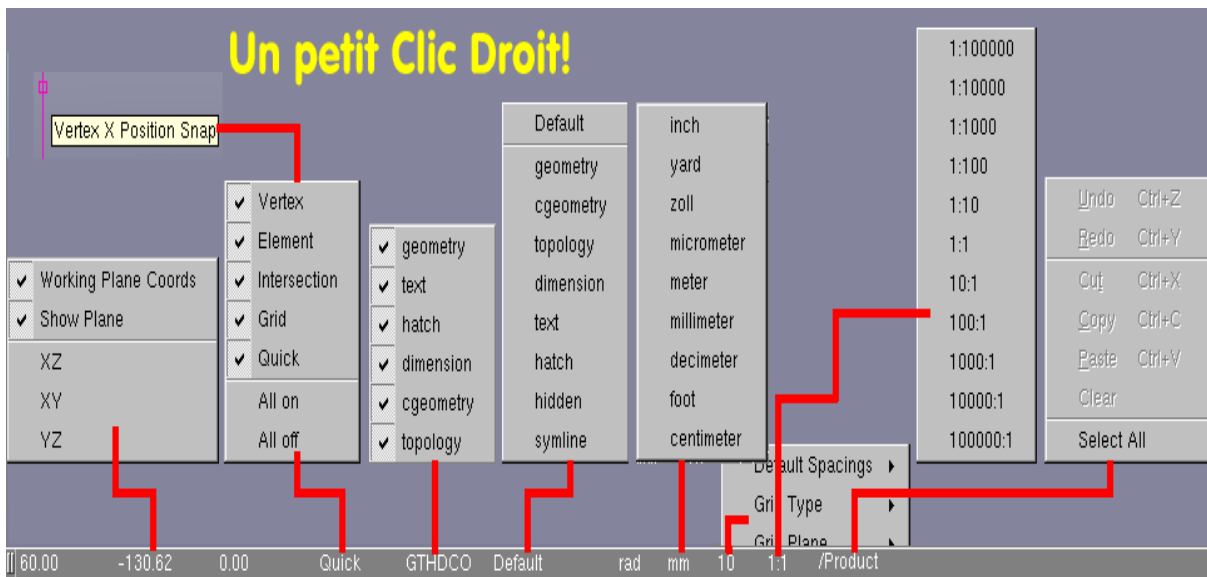 Un petit Clic Droit!
Vertex X Position Snap
Working Plane Coords
Show Plane
XZ
XY
YZ
Vertex
Element
Intersection
Grid
Quick
All on
All off
geometry
text
hatch
dimension
cgeometry
topology
Default
geometry
cgeometry
topology
dimension
text
hatch
hidden
symline
inch
yard
zoll
micrometer
meter
millimeter
decimeter
foot
centimeter
Default Spacings
Grid Type
Grid Plane
1:100000
1:10000
1:1000
1:100
1:10
1:1
10:1
100:1
1000:1
10000:1
100000:1
Undo Ctrl+Z
Redo Ctrl+Y
Cut Ctrl+X
Copy Ctrl+C
Paste Ctrl+V
Clear
Select All
60.00 -130.62 0.00 Quick GTHDCO Default rad mm 10 1:1 /Product